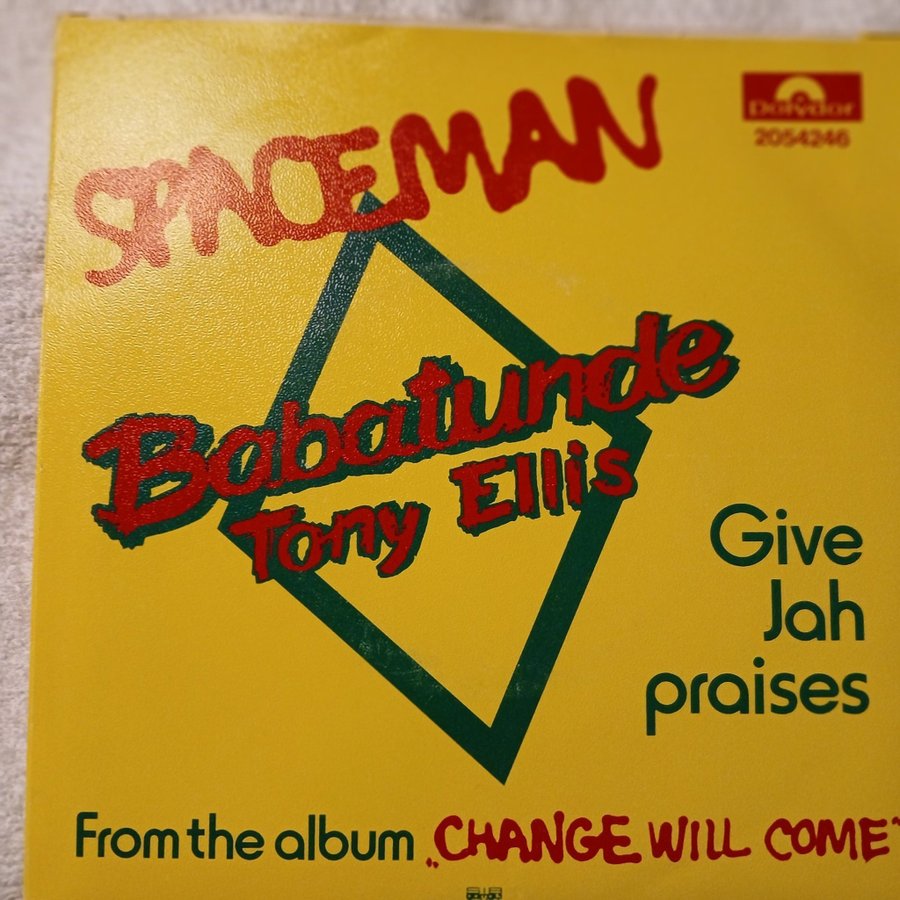 SPACEMAN
Polydor
2054246
Babatunde
Tony Ellis
Give
Jah
praises
From the album „CHANGE WILL COME“